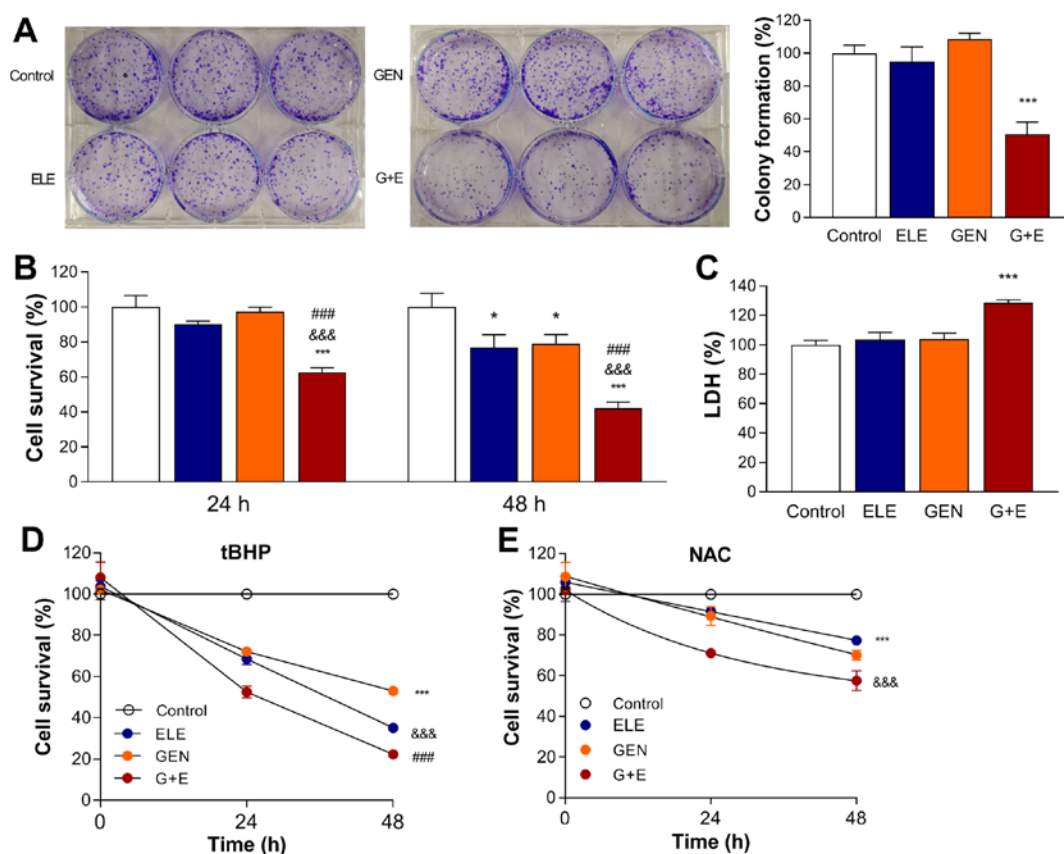 A
Control
ELE
GEN
G+E
Colony formation (%)
120
100
80
60
40
20
0
***
Control ELE GEN G+E
B
Cell survival (%)
120
100
80
60
40
20
0
###
&&&
***
* *
###
&&&
***
24 h 48 h
C
LDH (%)
140
120
100
80
60
40
20
0
***
Control ELE GEN G+E
D
tBHP
Cell survival (%)
120
100
80
60
40
20
0
***
&&&
###
Control
ELE
GEN
G+E
0 24 48
Time (h)
E
NAC
Cell survival (%)
120
100
80
60
40
20
0
***
&&&
Control
ELE
GEN
G+E
0 24 48
Time (h)